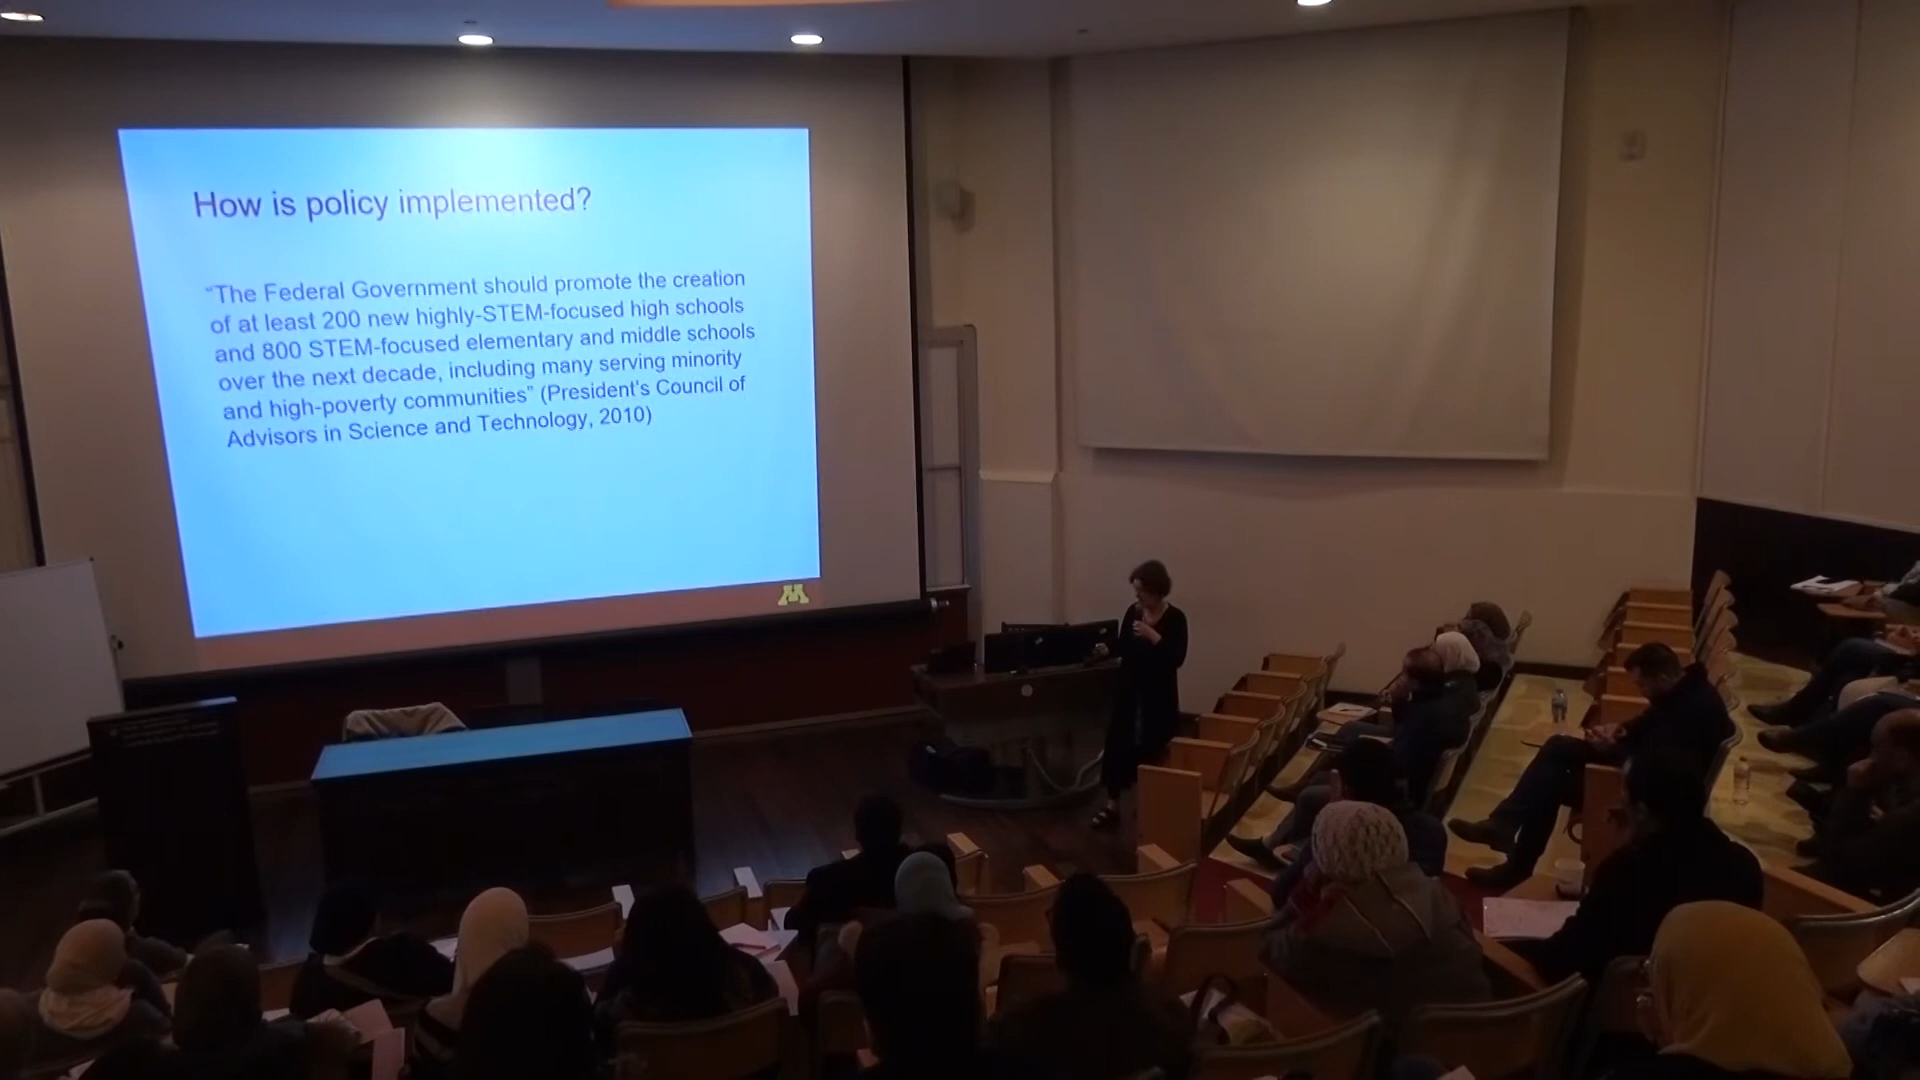 How is policy implemented?
“The Federal Government should promote the creation
of at least 200 new highly-STEM-focused high schools
and 800 STEM-focused elementary and middle schools
over the next decade, including many serving minority
and high-poverty communities” (President's Council of
Advisors in Science and Technology, 2010)
M